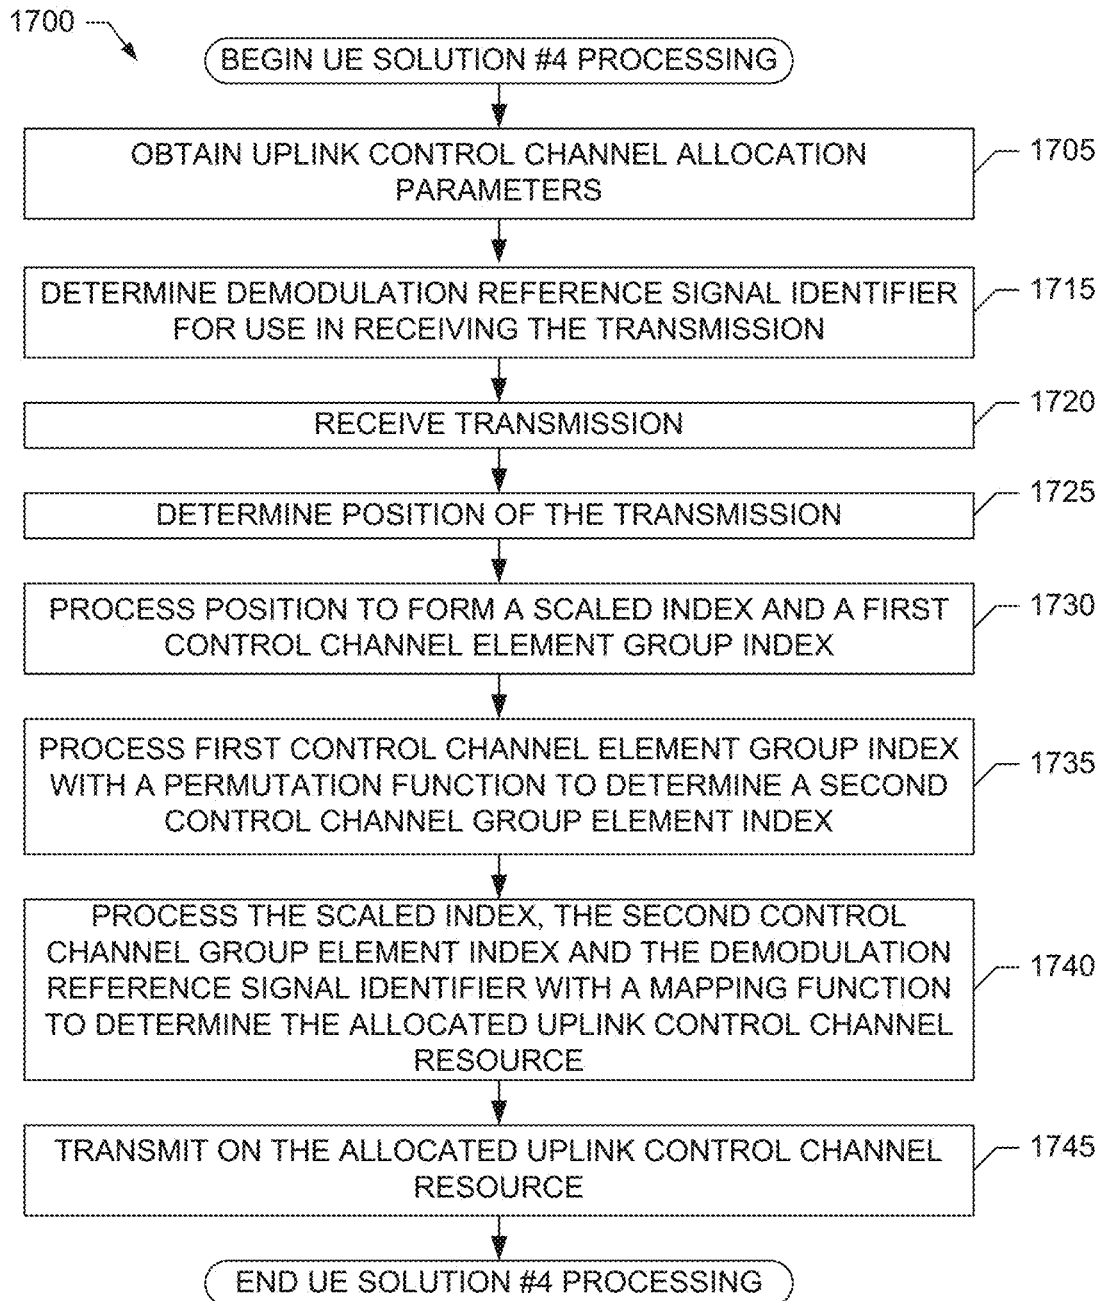 1700
BEGIN UE SOLUTION #4 PROCESSING
OBTAIN UPLINK CONTROL CHANNEL ALLOCATION
PARAMETERS
1705
DETERMINE DEMODULATION REFERENCE SIGNAL IDENTIFIER
FOR USE IN RECEIVING THE TRANSMISSION
1715
RECEIVE TRANSMISSION
1720
DETERMINE POSITION OF THE TRANSMISSION
1725
PROCESS POSITION TO FORM A SCALED INDEX AND A FIRST
CONTROL CHANNEL ELEMENT GROUP INDEX
1730
PROCESS FIRST CONTROL CHANNEL ELEMENT GROUP INDEX
WITH A PERMUTATION FUNCTION TO DETERMINE A SECOND
CONTROL CHANNEL GROUP ELEMENT INDEX
1735
PROCESS THE SCALED INDEX, THE SECOND CONTROL
CHANNEL GROUP ELEMENT INDEX AND THE DEMODULATION
REFERENCE SIGNAL IDENTIFIER WITH A MAPPING FUNCTION
TO DETERMINE THE ALLOCATED UPLINK CONTROL CHANNEL
RESOURCE
1740
TRANSMIT ON THE ALLOCATED UPLINK CONTROL CHANNEL
RESOURCE
1745
END UE SOLUTION #4 PROCESSING